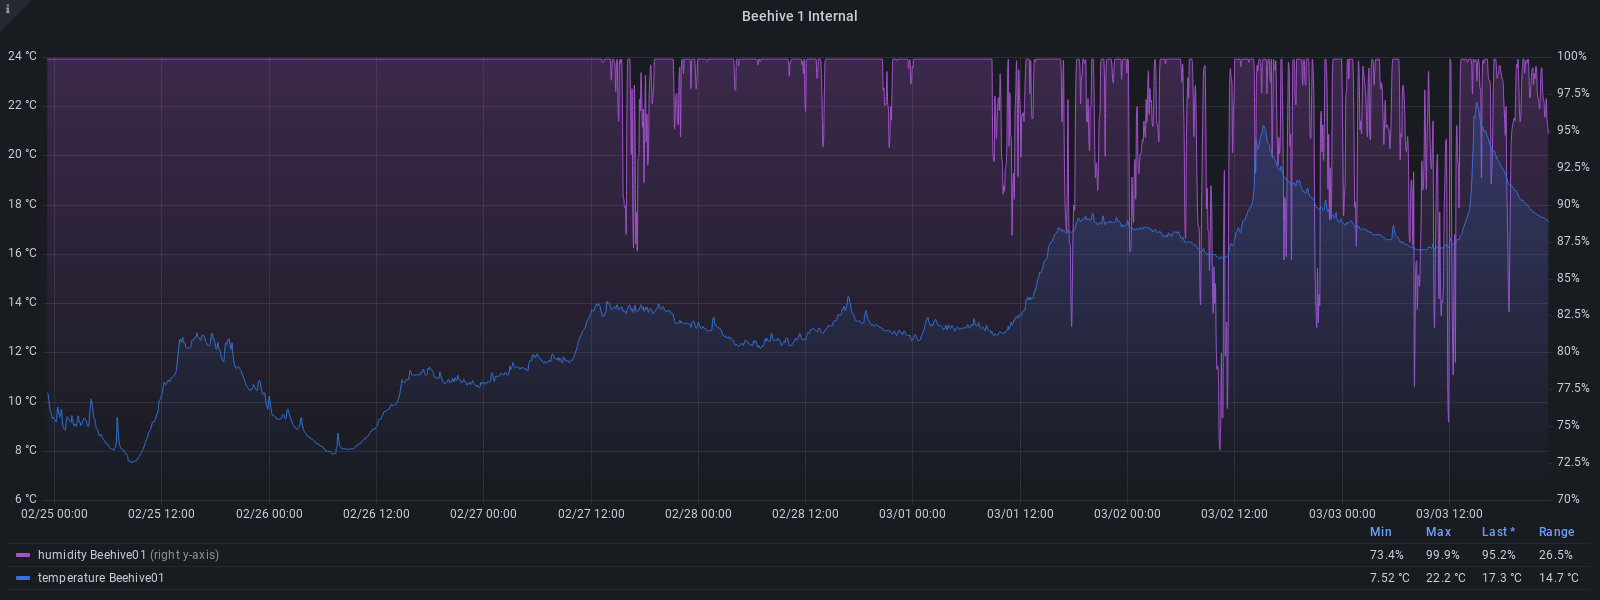 i
Beehive 1 Internal
24 °C 100%
22 °C 97.5%
20 °C 95%
18 °C 92.5%
16 °C 90%
14 °C 87.5%
12 °C 85%
10 °C 82.5%
8 °C 80%
6 °C 77.5%
75%
72.5%
70%
02/25 00:00 02/25 12:00 02/26 00:00 02/26 12:00 02/27 00:00 02/27 12:00 02/28 00:00 02/28 12:00 03/01 00:00 03/01 12:00 03/02 00:00 03/02 12:00 03/03 00:00 03/03 12:00
Min Max Last * Range
humidity Beehive01 (right y-axis) 73.4% 99.9% 95.2% 26.5%
temperature Beehive01 7.52 °C 22.2 °C 17.3 °C 14.7 °C